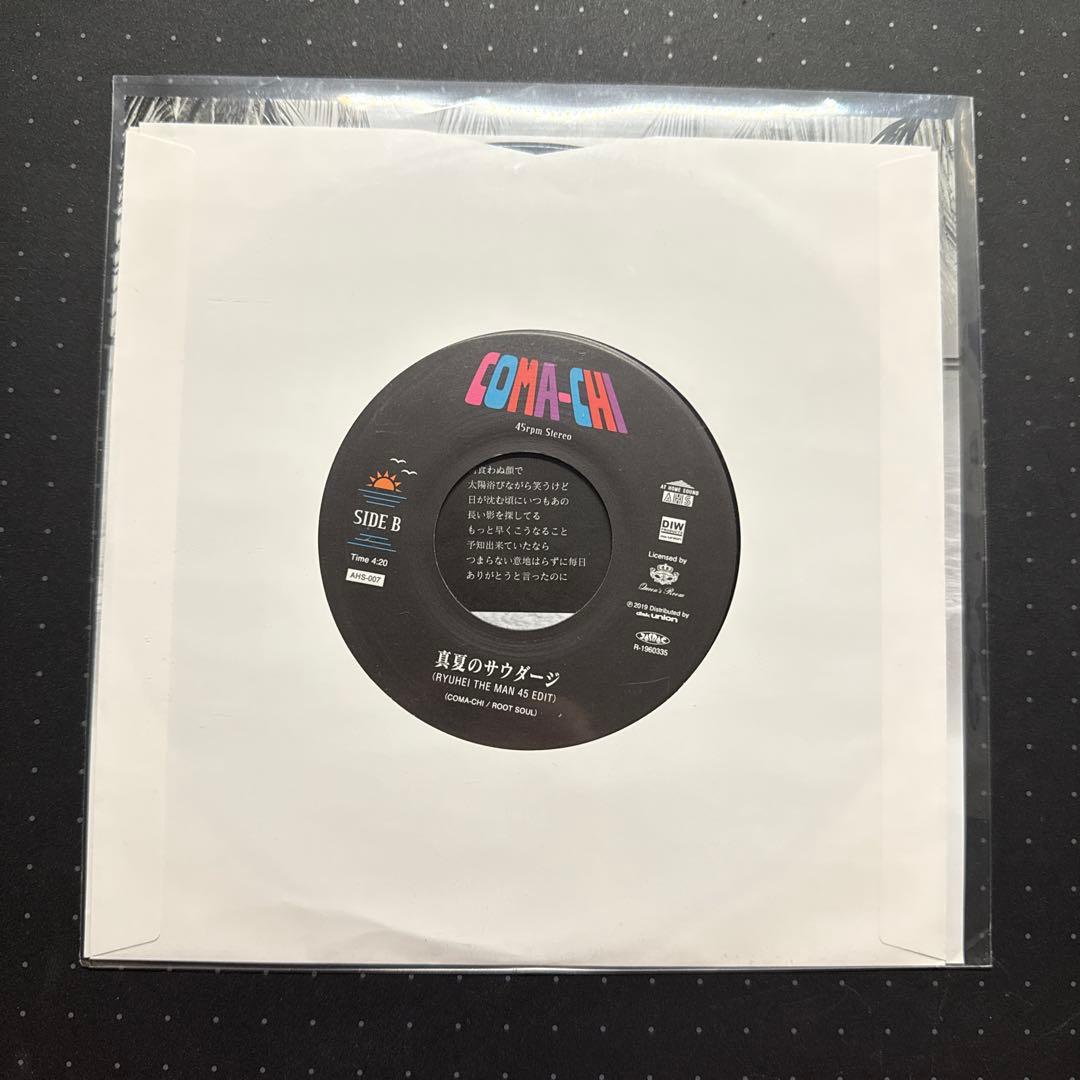 COMA-CHI
45rpm Stereo
食わぬ顔で
太陽浴びながら笑うけど
日が沈む頃にいつもあの
長い影を探してる
もっと早くこうなること
予知出来ていたなら
つまらない意地はらずに毎日
ありがとうと言ったのに
SIDE B
Time 4:20
AHS-007
AT HOME SOUND
AHS
DIW
Licensed by
Queen's Room
℗2019 Distributed by
disk union
R-1960335
真夏のサウダージ
(RYUHEI THE MAN 45 EDIT)
(COMA-CHI / ROOT SOUL)